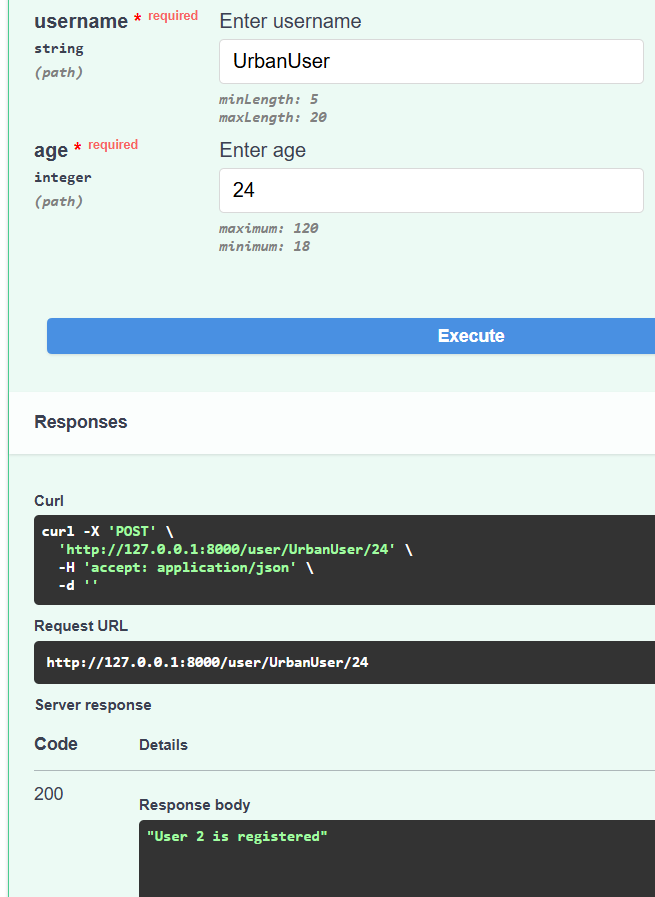 username * required Enter username
string
UrbanUser
(path)
minLength: 5
maxLength: 20
age * required Enter age
integer
24
(path)
maximum: 120
minimum: 18
Execute
Responses
Curl
curl -X 'POST' \
'http://127.0.0.1:8000/user/UrbanUser/24' \
-H 'accept: application/json' \
-d ''
Request URL
http://127.0.0.1:8000/user/UrbanUser/24
Server response
Code Details
200
Response body
"User 2 is registered"